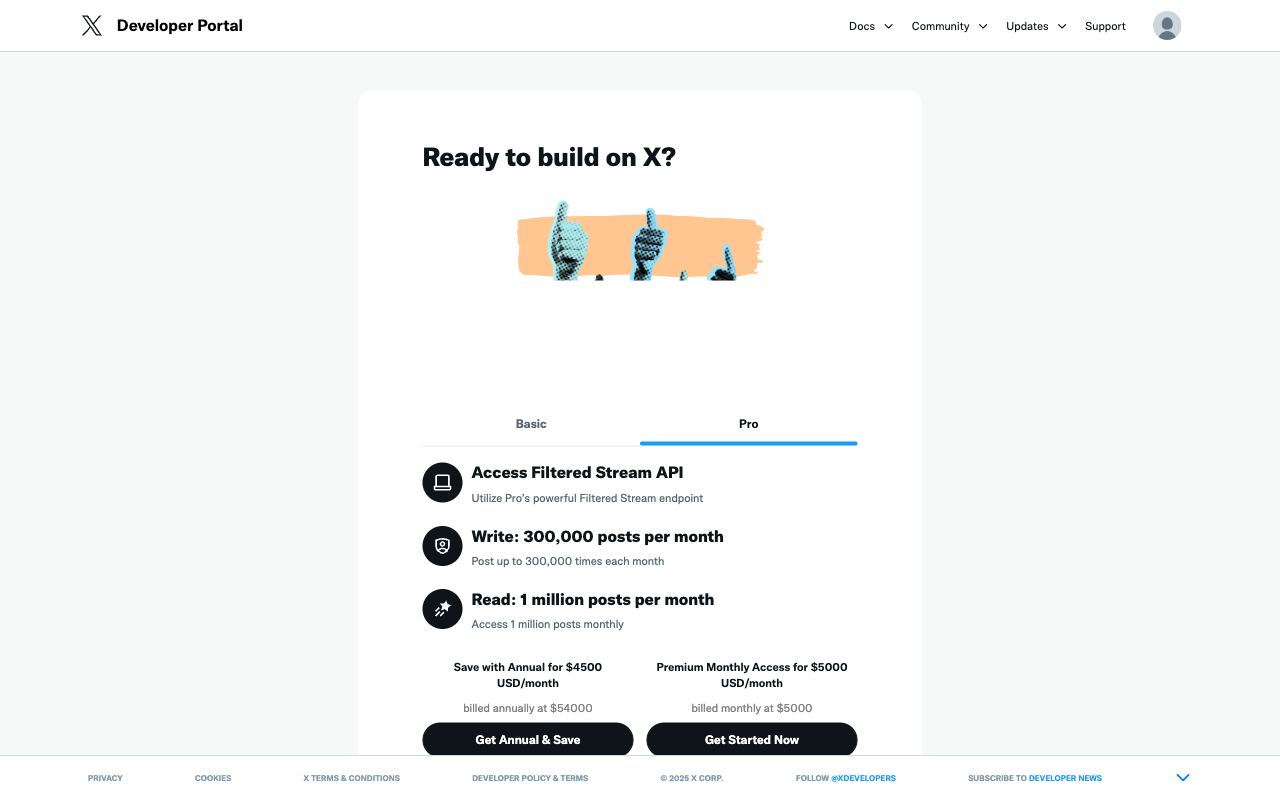 Developer Portal
Docs
Community
Updates
Support
Ready to build on X?
Basic
Pro
Access Filtered Stream API
Utilize Pro's powerful Filtered Stream endpoint
Write: 300,000 posts per month
Post up to 300,000 times each month
Read: 1 million posts per month
Access 1 million posts monthly
Save with Annual for $4500
USD/month
billed annually at $54000
Get Annual & Save
Premium Monthly Access for $5000
USD/month
billed monthly at $5000
Get Started Now
PRIVACY
COOKIES
X TERMS & CONDITIONS
DEVELOPER POLICY & TERMS
© 2025 X CORP.
FOLLOW @XDEVELOPERS
SUBSCRIBE TO DEVELOPER NEWS